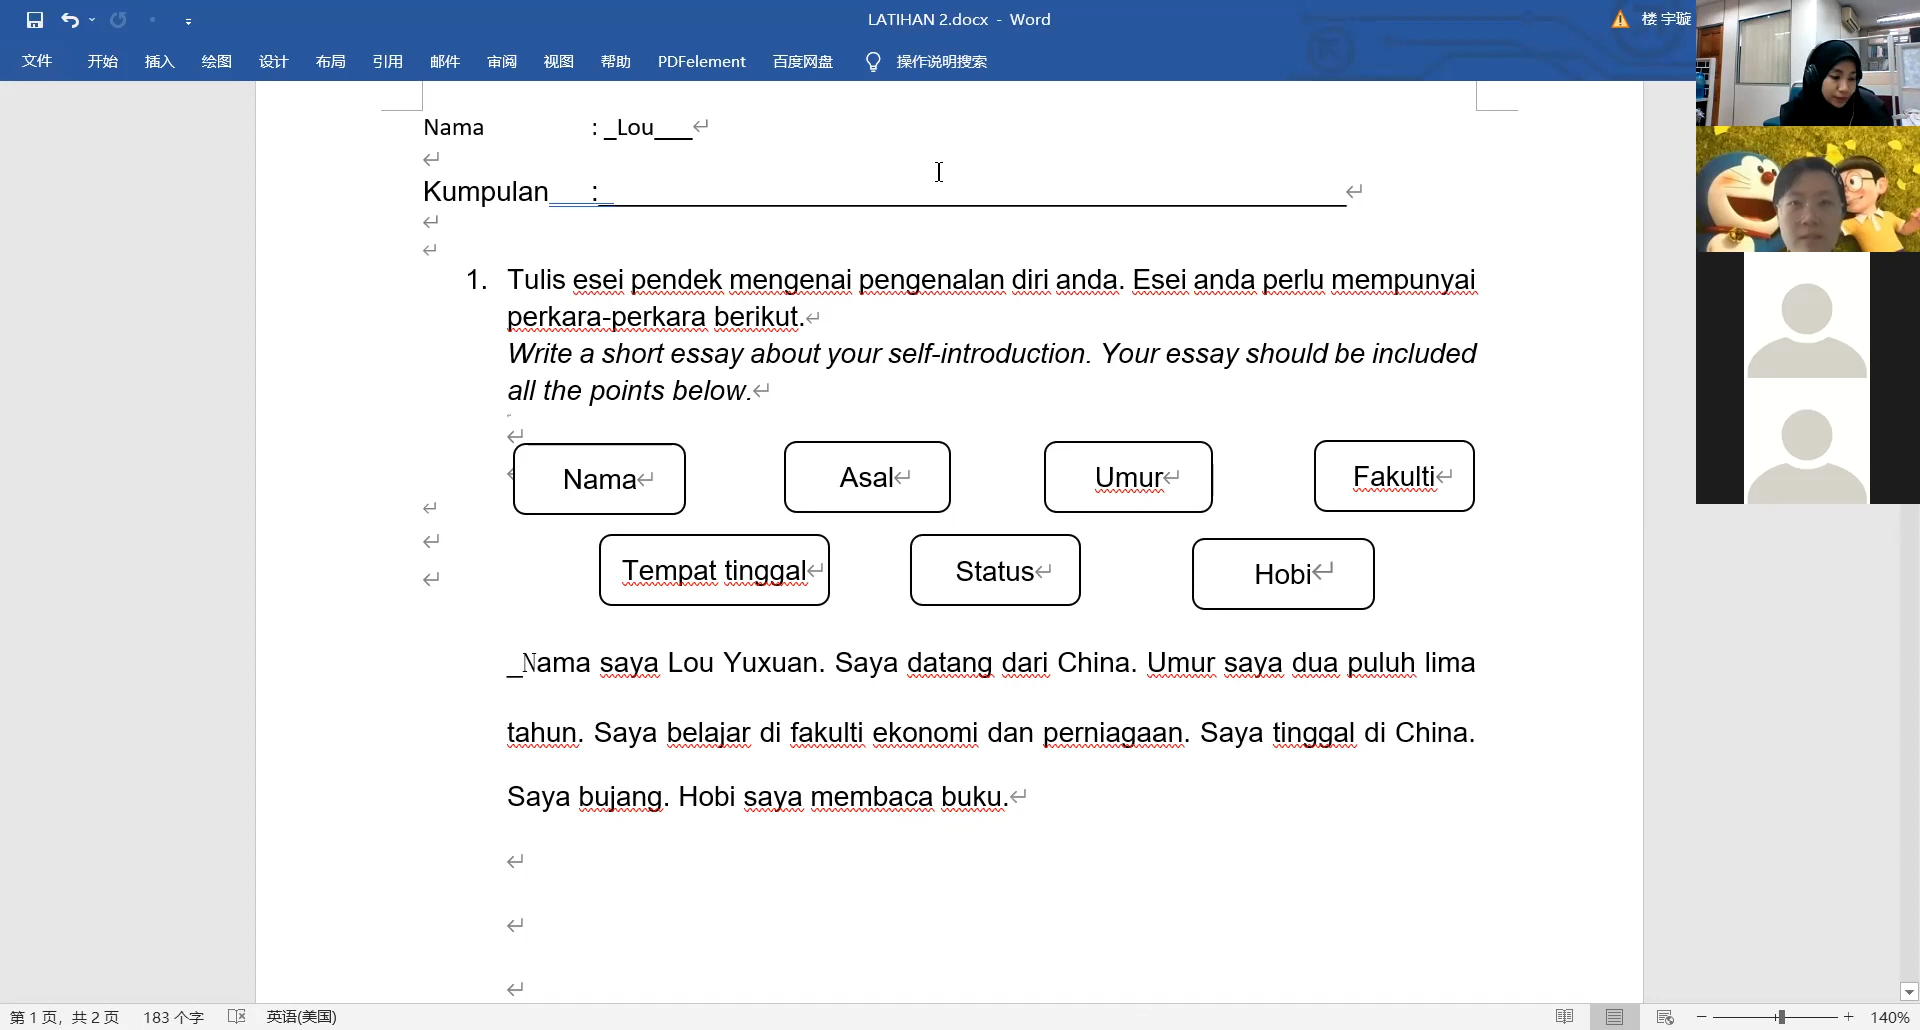 LATIHAN 2.docx - Word
楼 宇璇
文件 开始 插入 绘图 设计 布局 引用 邮件 审阅 视图 帮助 PDFelement 百度网盘 操作说明搜索
Nama : _Lou___
Kumpulan :
1. Tulis esei pendek mengenai pengenalan diri anda. Esei anda perlu mempunyai
perkara-perkara berikut.
Write a short essay about your self-introduction. Your essay should be included
all the points below.
Nama Asal Umur Fakulti
Tempat tinggal Status Hobi
_Nama saya Lou Yuxuan. Saya datang dari China. Umur saya dua puluh lima
tahun. Saya belajar di fakulti ekonomi dan perniagaan. Saya tinggal di China.
Saya bujang. Hobi saya membaca buku.
第 1 页，共 2 页 183 个字 英语(美国) 140%